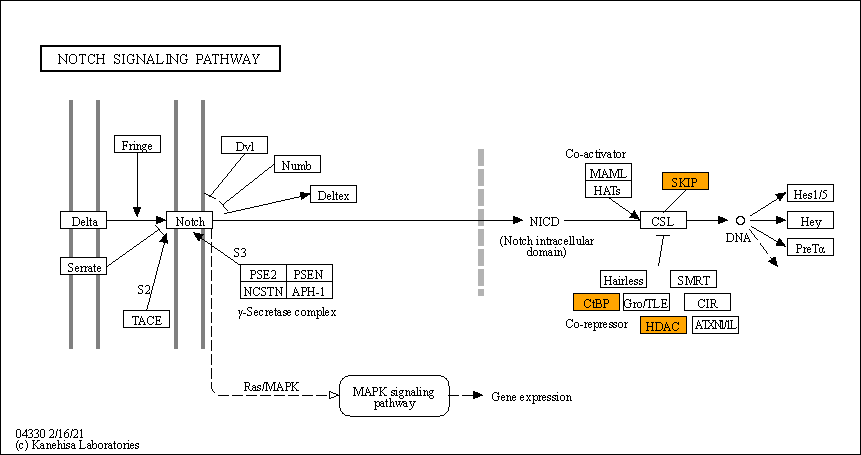 NOTCH SIGNALING PATHWAY
Fringe
Dvl
Numb
Deltex
Co-activator
MAML
HATs
SKIP
Hes1/5
Delta
Notch
NICD
CSL
DNA
Hey
(Notch intracellular
domain)
PreTα
Serrate
S3
S2
PSE2
PSEN
NCSTN
APH-1
γ-Secretase complex
TACE
Hairless
SMRT
CtBP
Gro/TLE
CIR
Co-repressor
HDAC
ATXN1/1L
Ras/MAPK
MAPK signaling
pathway
Gene expression
04330 2/16/21
(c) Kanehisa Laboratories